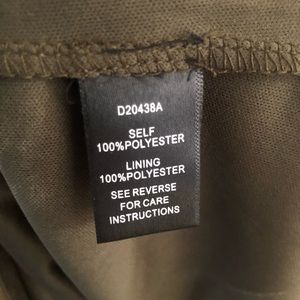 D20438A
SELF
100%POLYESTER
LINING
100%POLYESTER
SEE REVERSE
FOR CARE
INSTRUCTIONS